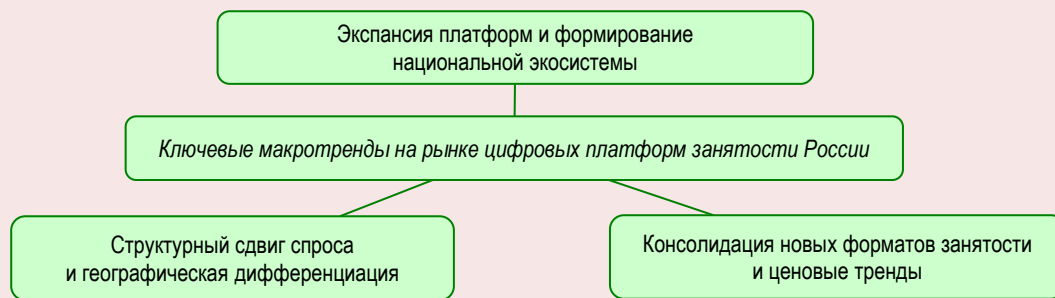 Экспансия платформ и формирование
национальной экосистемы
Ключевые макротренды на рынке цифровых платформ занятости России
Структурный сдвиг спроса
и географическая дифференциация
Консолидация новых форматов занятости
и ценовые тренды